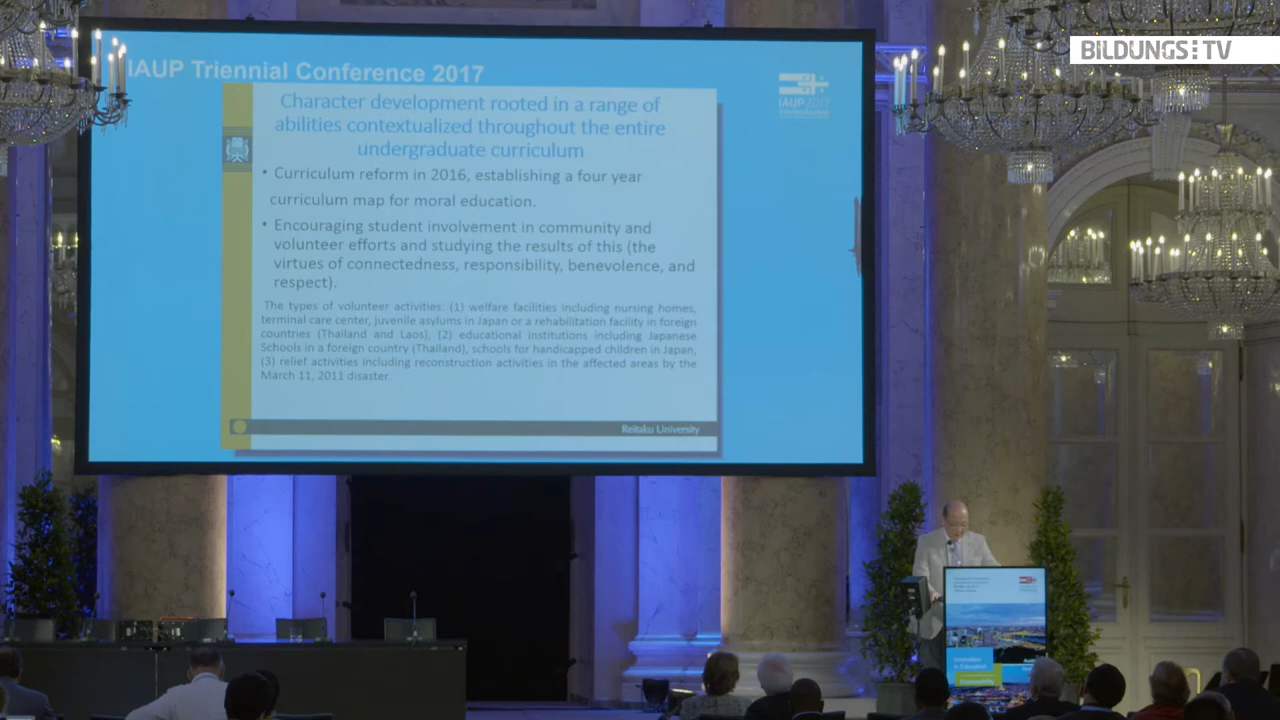 BILDUNGS:TV
IAUP Triennial Conference 2017
IAUP 2017
Character development rooted in a range of
abilities contextualized throughout the entire
undergraduate curriculum
• Curriculum reform in 2016, establishing a four year
curriculum map for moral education.
• Encouraging student involvement in community and
volunteer efforts and studying the results of this (the
virtues of connectedness, responsibility, benevolence, and
respect).
The types of volunteer activities: (1) welfare facilities including nursing homes,
terminal care center, juvenile asylums in Japan or a rehabilitation facility in foreign
countries (Thailand and Laos), (2) educational institutions including Japanese
Schools in a foreign country (Thailand), schools for handicapped children in Japan,
(3) relief activities including reconstruction activities in the affected areas by the
March 11, 2011 disaster.
Reitaku University
Innovation
in Education
Sustainability